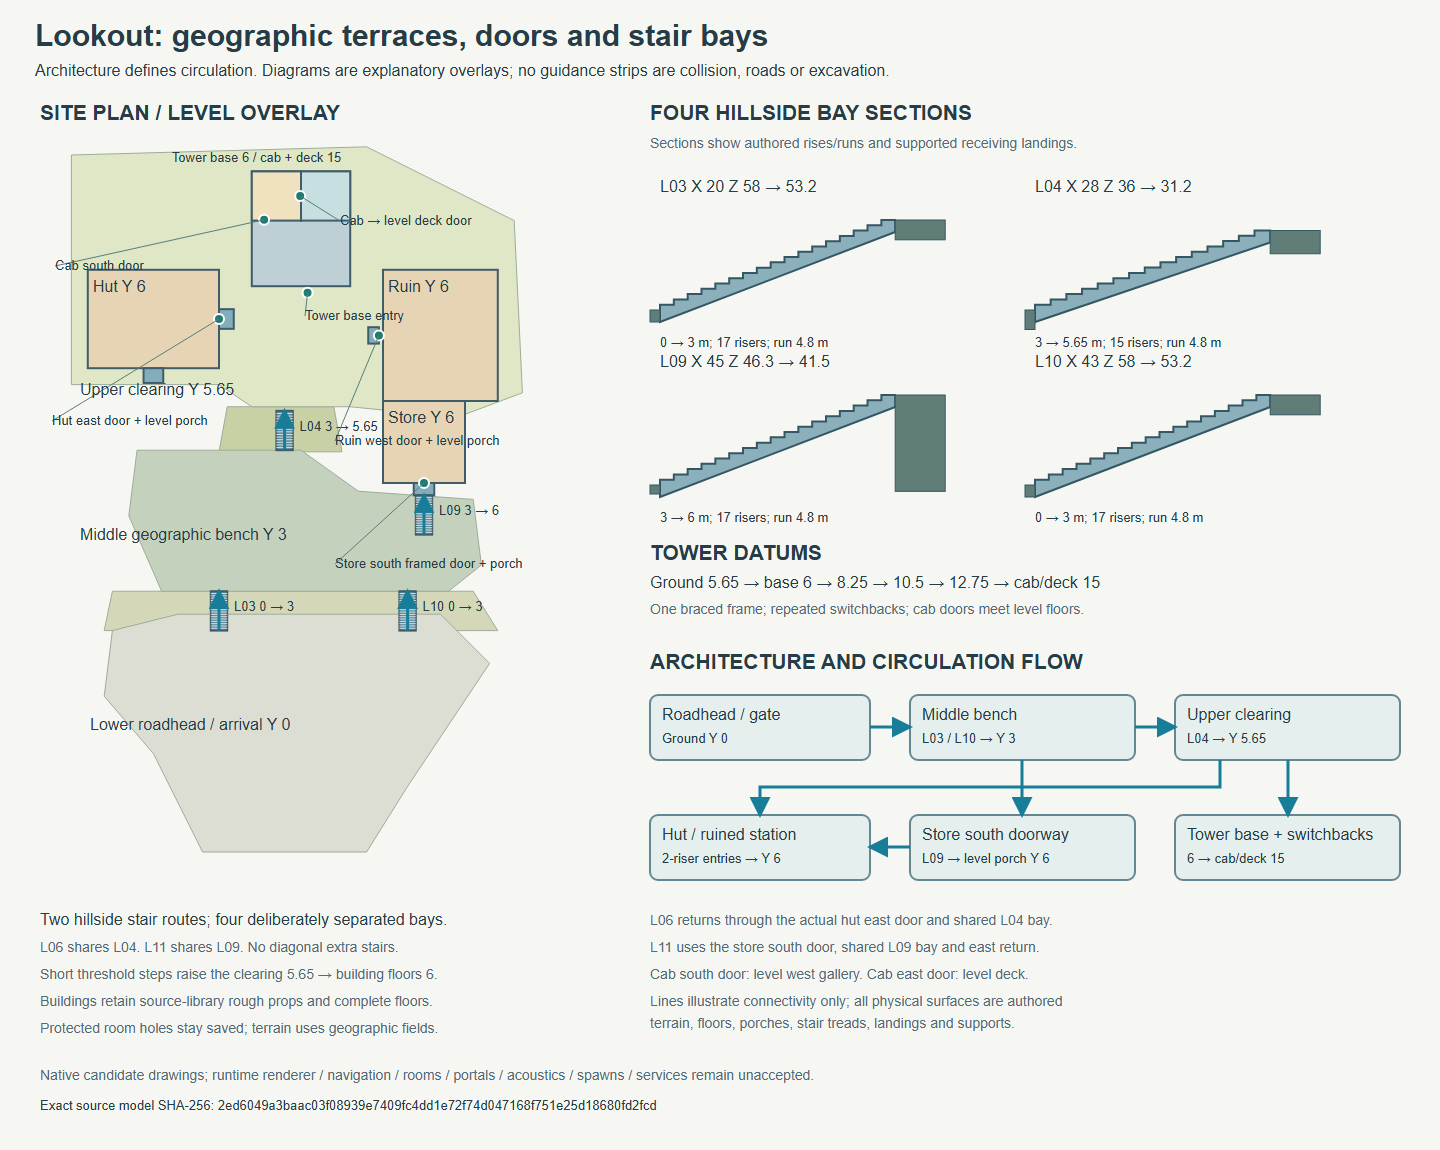 Lookout: geographic terraces, doors and stair bays
Architecture defines circulation. Diagrams are explanatory overlays; no guidance strips are collision, roads or excavation.
SITE PLAN / LEVEL OVERLAY
Tower base 6 / cab + deck 15
Cab → level deck door
Cab south door
Hut Y 6
Ruin Y 6
Tower base entry
Upper clearing Y 5.65
Hut east door + level porch
L04 3 → 5.65
Store Y 6
Ruin west door + level porch
L09 3 → 6
Middle geographic bench Y 3
Store south framed door + porch
L03 0 → 3
L10 0 → 3
Lower roadhead / arrival Y 0
FOUR HILLSIDE BAY SECTIONS
Sections show authored rises/runs and supported receiving landings.
L03 X 20 Z 58 → 53.2
L04 X 28 Z 36 → 31.2
0 → 3 m; 17 risers; run 4.8 m
3 → 5.65 m; 15 risers; run 4.8 m
L09 X 45 Z 46.3 → 41.5
L10 X 43 Z 58 → 53.2
3 → 6 m; 17 risers; run 4.8 m
0 → 3 m; 17 risers; run 4.8 m
TOWER DATUMS
Ground 5.65 → base 6 → 8.25 → 10.5 → 12.75 → cab/deck 15
One braced frame; repeated switchbacks; cab doors meet level floors.
ARCHITECTURE AND CIRCULATION FLOW
Roadhead / gate
Ground Y 0
Middle bench
L03 / L10 → Y 3
Upper clearing
L04 → Y 5.65
Hut / ruined station
2-riser entries → Y 6
Store south doorway
L09 → level porch Y 6
Tower base + switchbacks
6 → cab/deck 15
Two hillside stair routes; four deliberately separated bays.
L06 shares L04. L11 shares L09. No diagonal extra stairs.
Short threshold steps raise the clearing 5.65 → building floors 6.
Buildings retain source-library rough props and complete floors.
Protected room holes stay saved; terrain uses geographic fields.
L06 returns through the actual hut east door and shared L04 bay.
L11 uses the store south door, shared L09 bay and east return.
Cab south door: level west gallery. Cab east door: level deck.
Lines illustrate connectivity only; all physical surfaces are authored
terrain, floors, porches, stair treads, landings and supports.
Native candidate drawings; runtime renderer / navigation / rooms / portals / acoustics / spawns / services remain unaccepted.
Exact source model SHA-256: 2ed6049a3baac03f08939e7409fc4dd1e72f74d047168f751e25d18680fd2fcd